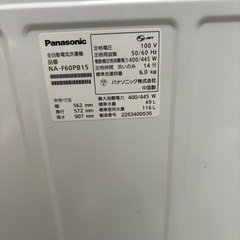 Panasonic
全自動電気洗濯機
品番
NA-F60PB15
幅(W) 562 mm
奥行(D) 572 mm
高さ(H) 907 mm
JET
定格電圧 100 V
定格周波数 50/60 Hz
電動機定格消費電力 400/445 W
定格時間 洗いのみ 14 分
標準洗濯容量 6.0 kg
パナソニック株式会社
中国製
最大消費電力 400/445 W
標準水量 49 L
標準使用水量 116 L
製造番号 2253400535